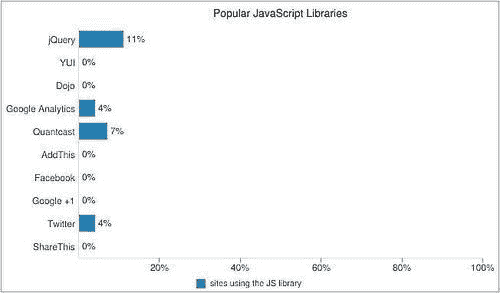 Popular JavaScript Libraries
jQuery 11%
YUI 0%
Dojo 0%
Google Analytics 4%
Quantcast 7%
AddThis 0%
Facebook 0%
Google +1 0%
Twitter 4%
ShareThis 0%
20% 40% 60% 80% 100%
sites using the JS library